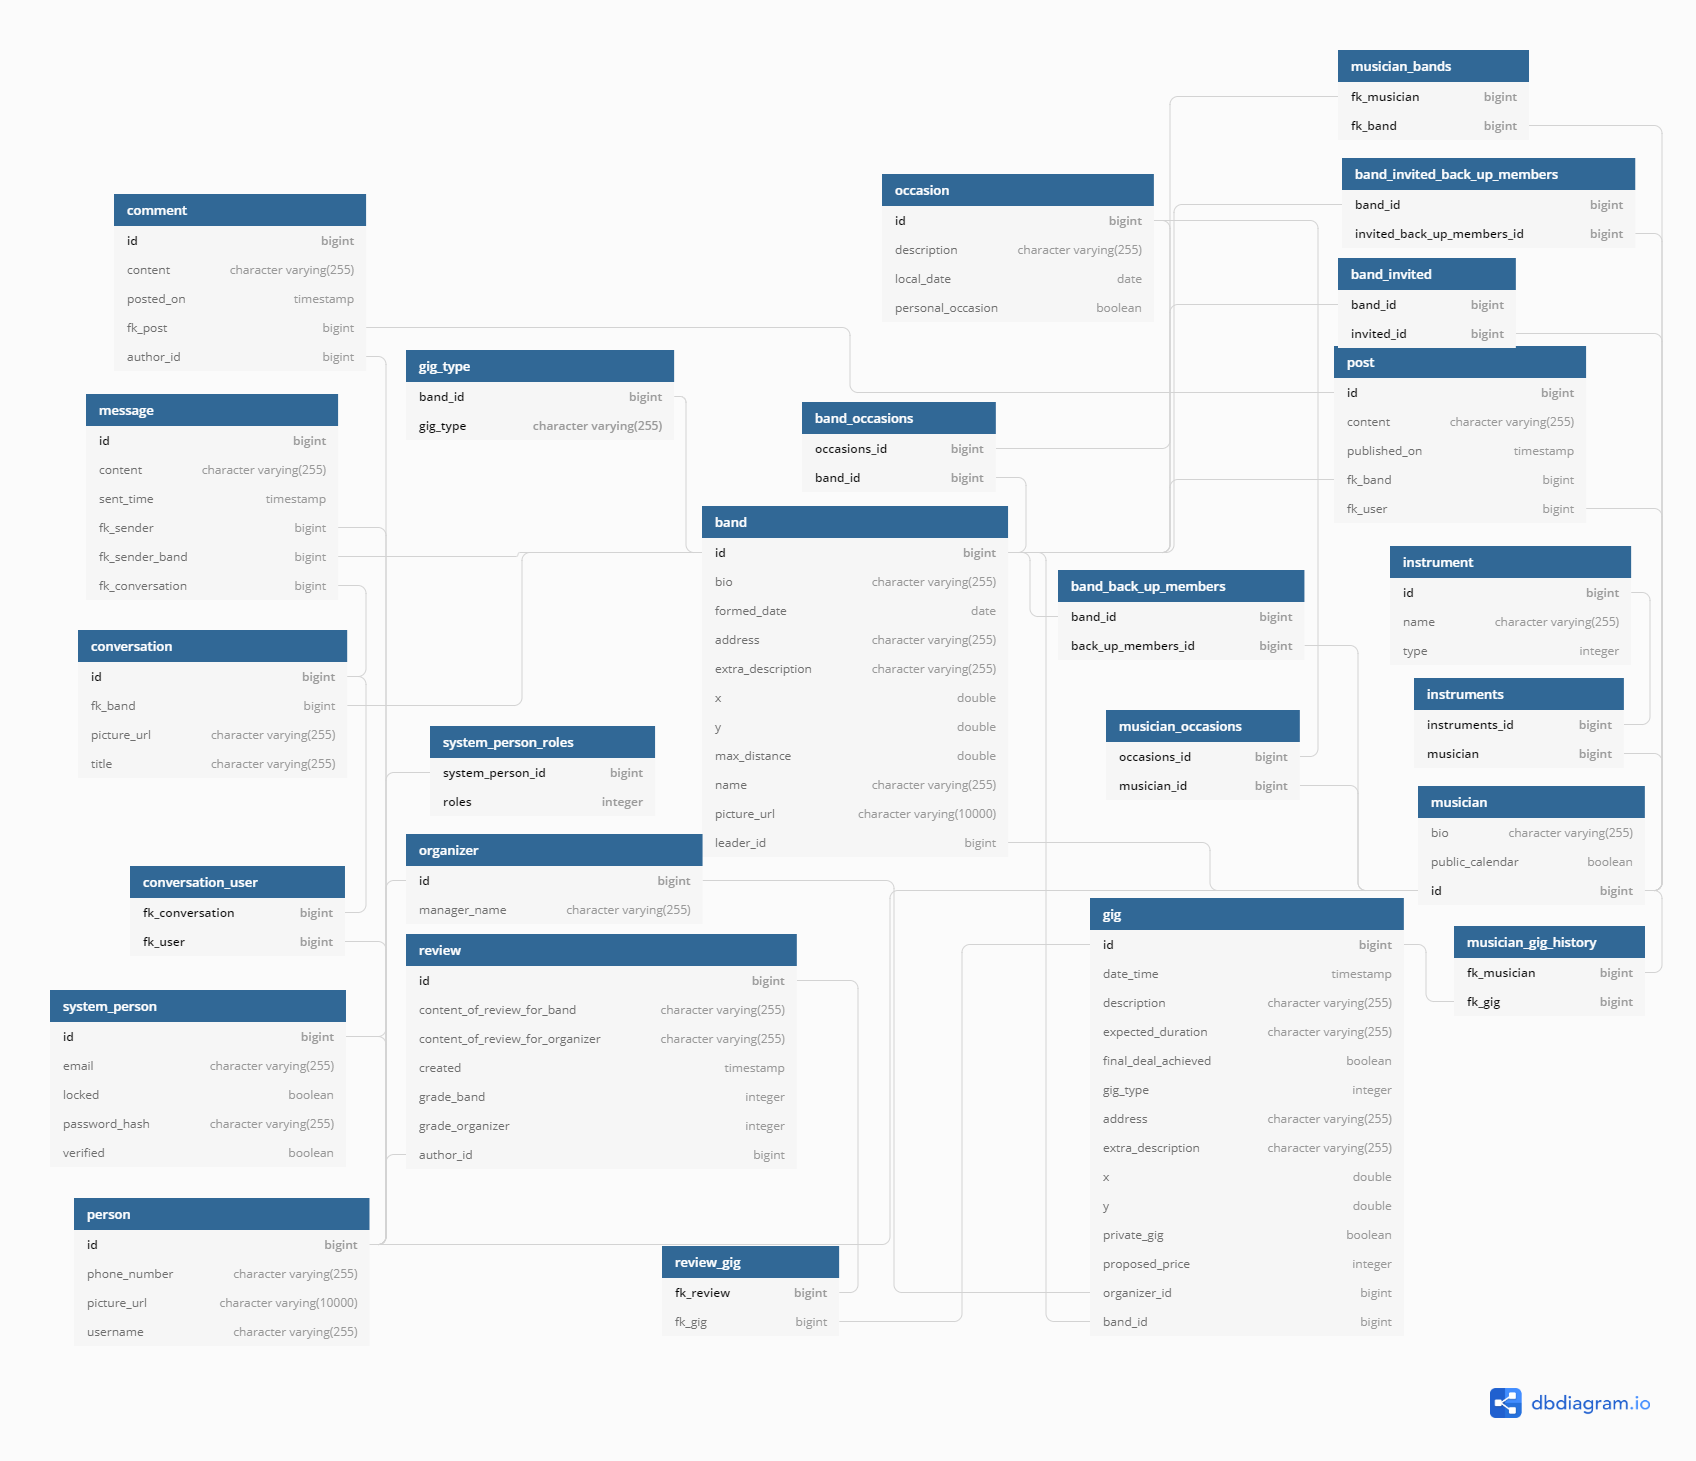 musician_bands
fk_musician bigint
fk_band bigint
band_invited_back_up_members
band_id bigint
invited_back_up_members_id bigint
occasion
id bigint
description character varying(255)
local_date date
personal_occasion boolean
comment
id bigint
content character varying(255)
posted_on timestamp
fk_post bigint
author_id bigint
band_invited
band_id bigint
invited_id bigint
gig_type
band_id bigint
gig_type character varying(255)
post
id bigint
content character varying(255)
published_on timestamp
fk_band bigint
fk_user bigint
message
id bigint
content character varying(255)
sent_time timestamp
fk_sender bigint
fk_sender_band bigint
fk_conversation bigint
band_occasions
occasions_id bigint
band_id bigint
band
id bigint
bio character varying(255)
formed_date date
address character varying(255)
extra_description character varying(255)
x double
y double
max_distance double
name character varying(255)
picture_url character varying(10000)
leader_id bigint
band_back_up_members
band_id bigint
back_up_members_id bigint
instrument
id bigint
name character varying(255)
type integer
conversation
id bigint
fk_band bigint
picture_url character varying(255)
title character varying(255)
instruments
instruments_id bigint
musician bigint
system_person_roles
system_person_id bigint
roles integer
musician_occasions
occasions_id bigint
musician_id bigint
musician
bio character varying(255)
public_calendar boolean
id bigint
organizer
id bigint
manager_name character varying(255)
conversation_user
fk_conversation bigint
fk_user bigint
gig
id bigint
date_time timestamp
description character varying(255)
expected_duration character varying(255)
final_deal_achieved boolean
gig_type integer
address character varying(255)
extra_description character varying(255)
x double
y double
private_gig boolean
proposed_price integer
organizer_id bigint
band_id bigint
musician_gig_history
fk_musician bigint
fk_gig bigint
review
id bigint
content_of_review_for_band character varying(255)
content_of_review_for_organizer character varying(255)
created timestamp
grade_band integer
grade_organizer integer
author_id bigint
system_person
id bigint
email character varying(255)
locked boolean
password_hash character varying(255)
verified boolean
person
id bigint
phone_number character varying(255)
picture_url character varying(10000)
username character varying(255)
review_gig
fk_review bigint
fk_gig bigint
dbdiagram.io